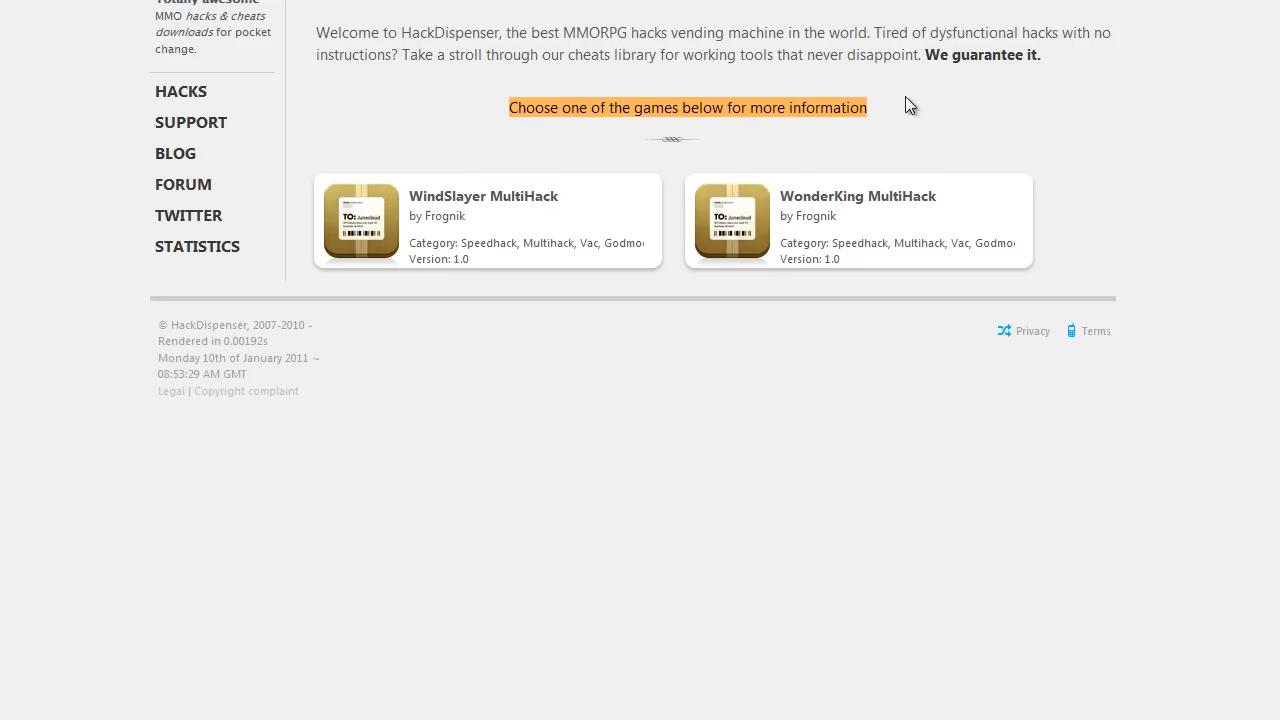 MMO hacks & cheats
downloads for pocket
change.
HACKS
SUPPORT
BLOG
FORUM
TWITTER
STATISTICS
Welcome to HackDispenser, the best MMORPG hacks vending machine in the world. Tired of dysfunctional hacks with no
instructions? Take a stroll through our cheats library for working tools that never disappoint. We guarantee it.
Choose one of the games below for more information
TO: Junecloud
WindSlayer MultiHack
by Frognik
Category: Speedhack, Multihack, Vac, Godmo
Version: 1.0
TO: Junecloud
WonderKing MultiHack
by Frognik
Category: Speedhack, Multihack, Vac, Godmo
Version: 1.0
© HackDispenser, 2007-2010 -
Rendered in 0.00192s
Monday 10th of January 2011 ~
08:53:29 AM GMT
Legal | Copyright complaint
Privacy
Terms